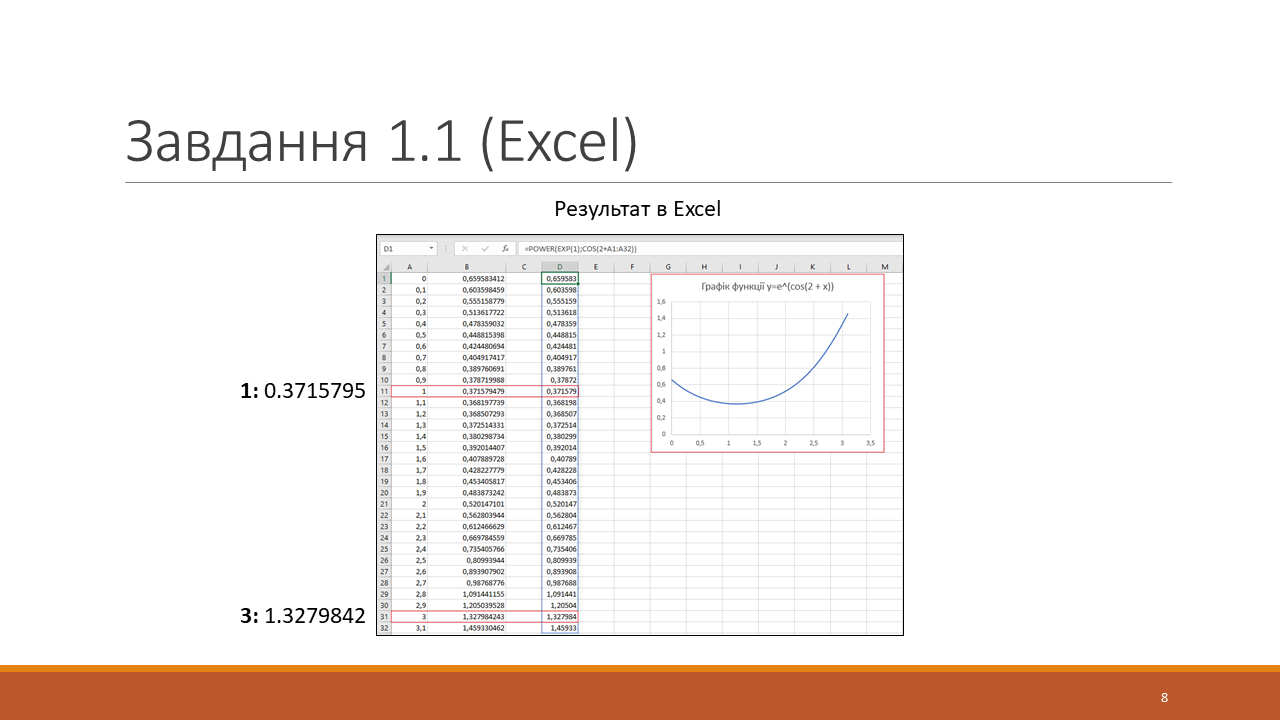 Завдання 1.1 (Excel)
Результат в Excel
D1 fx =POWER(EXP(1);COS(2+A1:A32))
A B C D E F G H I J K L M
1 0 0,659583412 0,659583
2 0,1 0,603598459 0,603598
3 0,2 0,555158779 0,555159
4 0,3 0,513617722 0,513618
5 0,4 0,478359032 0,478359
6 0,5 0,448815398 0,448815
7 0,6 0,424480694 0,424481
8 0,7 0,404917417 0,404917
9 0,8 0,389760691 0,389761
10 0,9 0,378719988 0,37872
11 1 0,371579479 0,371579
12 1,1 0,368197739 0,368198
13 1,2 0,368507293 0,368507
14 1,3 0,372514331 0,372514
15 1,4 0,380298734 0,380299
16 1,5 0,392014407 0,392014
17 1,6 0,407889728 0,40789
18 1,7 0,428227779 0,428228
19 1,8 0,453405817 0,453406
20 1,9 0,483873242 0,483873
21 2 0,520147101 0,520147
22 2,1 0,562803944 0,562804
23 2,2 0,612466629 0,612467
24 2,3 0,669784559 0,669785
25 2,4 0,735405766 0,735406
26 2,5 0,80993944 0,809939
27 2,6 0,893907902 0,893908
28 2,7 0,98768776 0,987688
29 2,8 1,091441155 1,091441
30 2,9 1,205039528 1,20504
31 3 1,327984243 1,327984
32 3,1 1,459330462 1,45933
Графік функції y=e^(cos(2 + x))
1,6
1,4
1,2
1
0,8
0,6
0,4
0,2
0
0 0,5 1 1,5 2 2,5 3 3,5
1: 0.3715795
3: 1.3279842
8